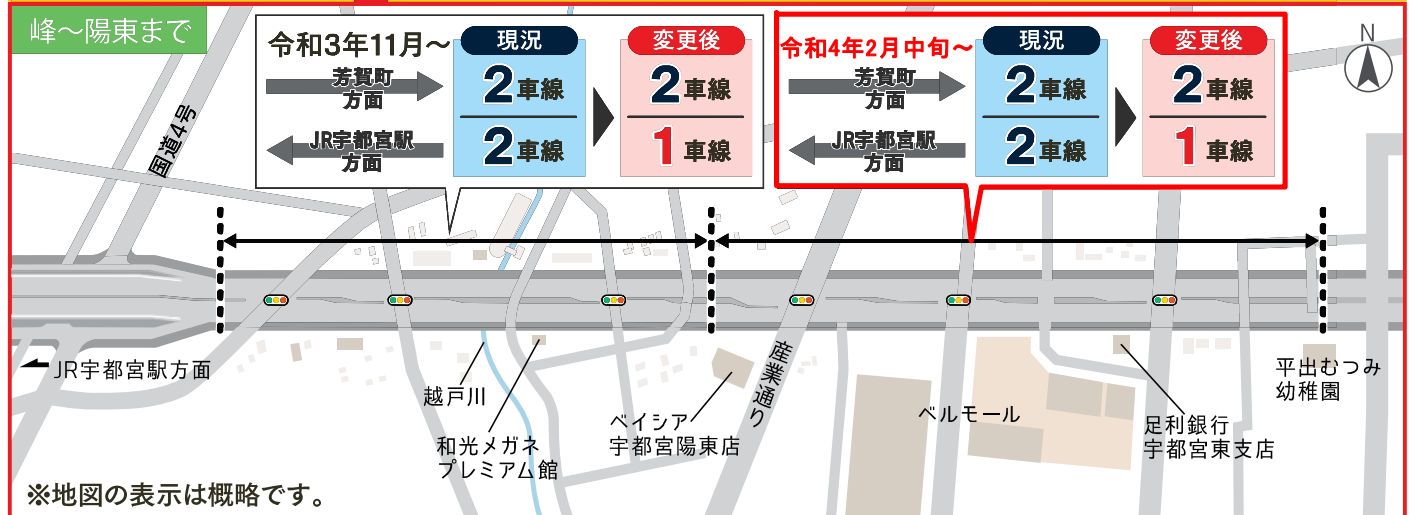 峰～陽東まで
令和3年11月～
現況
変更後
芳賀町
方面
2車線
2車線
JR宇都宮駅
方面
2車線
1車線
令和4年2月中旬～
現況
変更後
芳賀町
方面
2車線
2車線
JR宇都宮駅
方面
2車線
1車線
N
国道4号
JR宇都宮駅方面
越戸川
和光メガネ
プレミアム館
ベイシア
宇都宮陽東店
産業通り
ベルモール
足利銀行
宇都宮東支店
平出むつみ
幼稚園
※地図の表示は概略です。